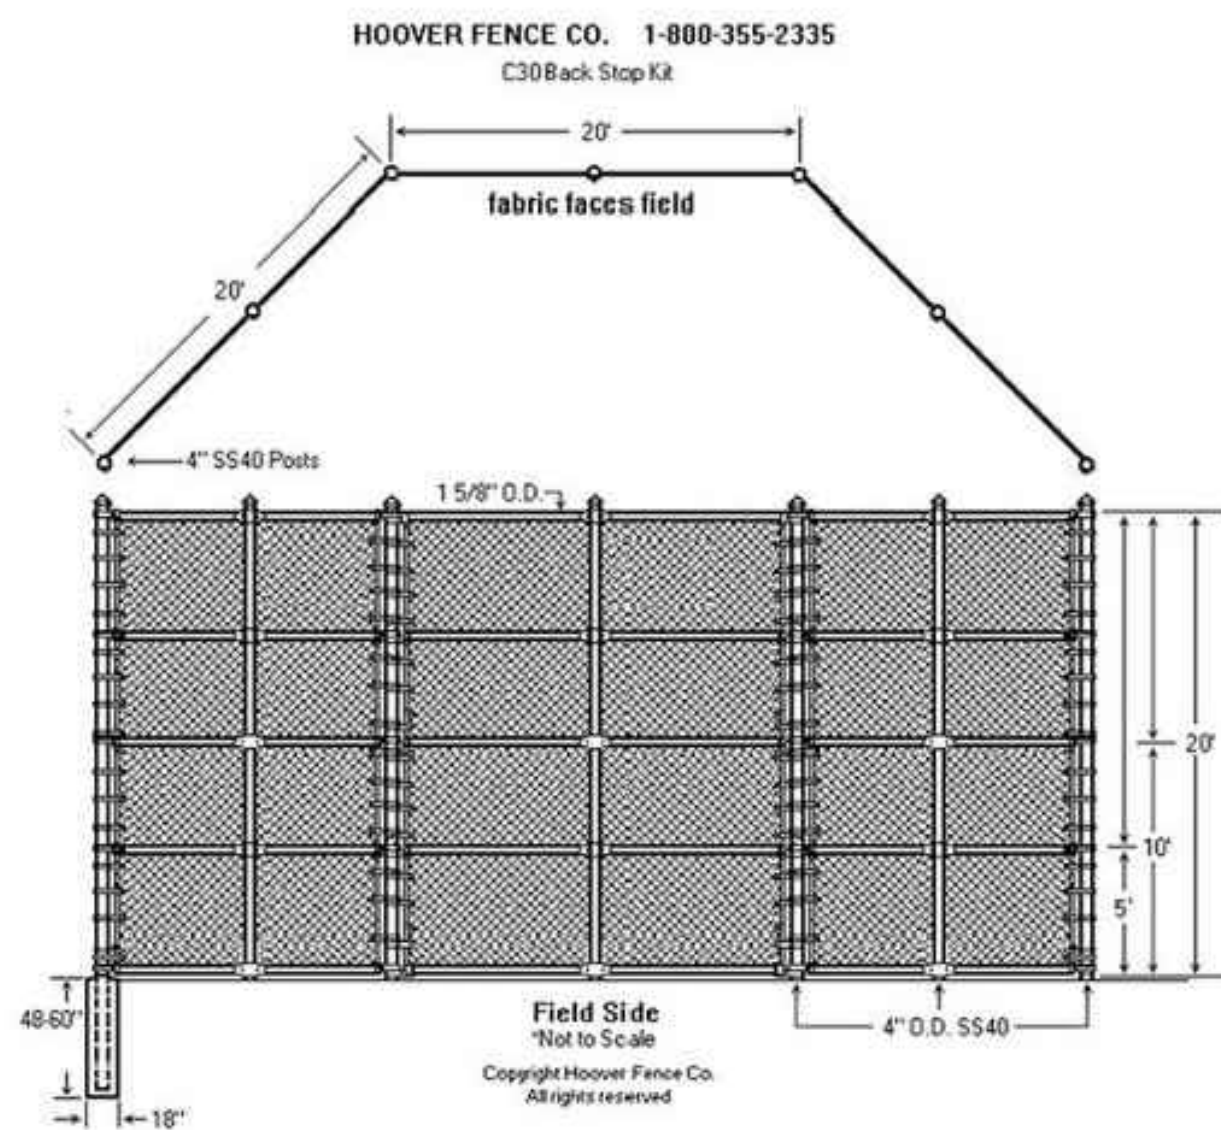 HOOVER FENCE CO. 1-800-355-2335
C30 Back Stop Kit
20'
fabric faces field
20'
4" SS40 Posts
1 5/8" O.D.
20'
10'
5'
48-60"
Field Side
*Not to Scale
4" O.D. SS40
Copyright Hoover Fence Co.
All rights reserved
18"